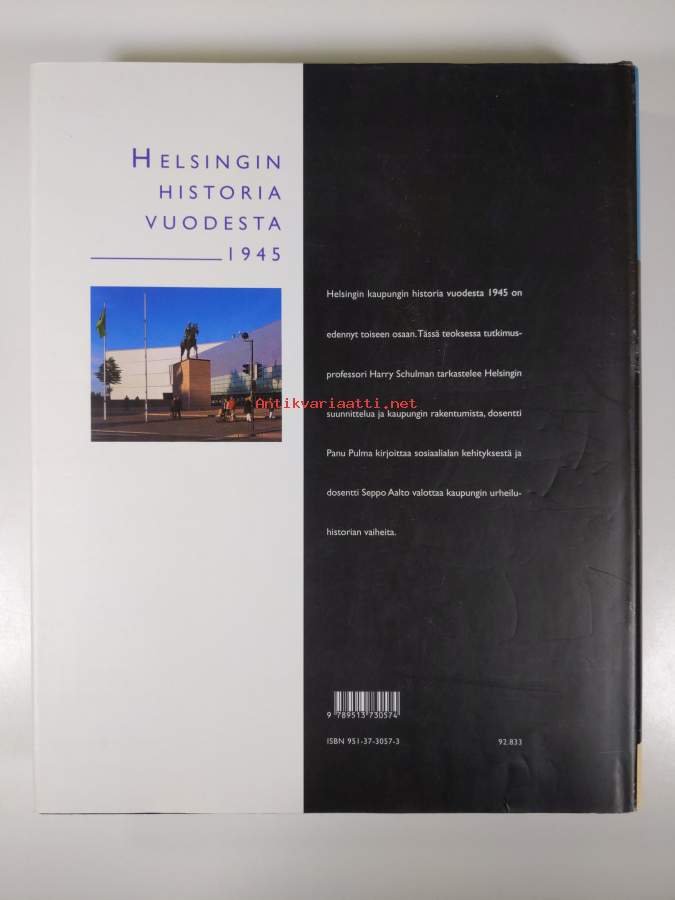 HELSINGIN
HISTORIA
VUODESTA
1945
Antikvariaatti.net
Helsingin kaupungin historia vuodesta 1945 on
edennyt toiseen osaan. Tässä teoksessa tutkimus-
professori Harry Schulman tarkastelee Helsingin
suunnittelua ja kaupungin rakentumista, dosentti
Panu Pulma kirjoittaa sosiaalialan kehityksestä ja
dosentti Seppo Aalto valottaa kaupungin urheilu-
historian vaiheita.
9 789513 730574
ISBN 951-37-3057-3 92.833